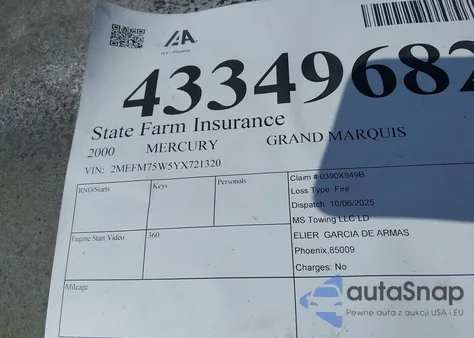 IAA
43349682
State Farm Insurance
2000 MERCURY GRAND MARQUIS
VIN: 2MEFM75W5YX721320
RND/Starts Keys Personals
Claim # 0390X849B
Loss Type: Fire
Dispatch: 10/06/2025
MS Towing LLC LD
Engine Start Video 360
ELIER GARCIA DE ARMAS
Phoenix,85009
Charges: No
Mileage
autaSnap
Pewne auta z aukcji USA - EU